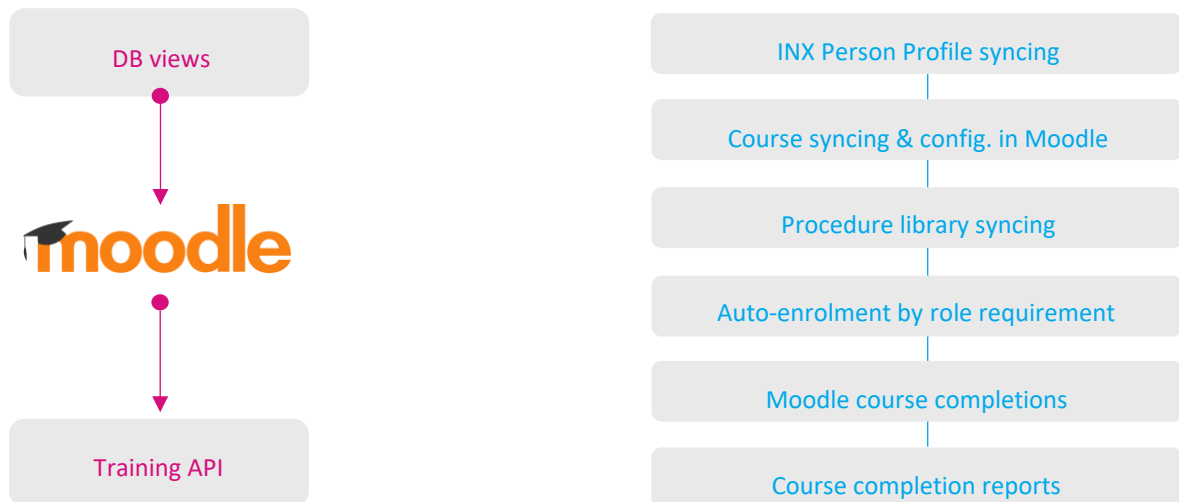 DB views
moodle
Training API
INX Person Profile syncing
Course syncing & config. in Moodle
Procedure library syncing
Auto-enrolment by role requirement
Moodle course completions
Course completion reports